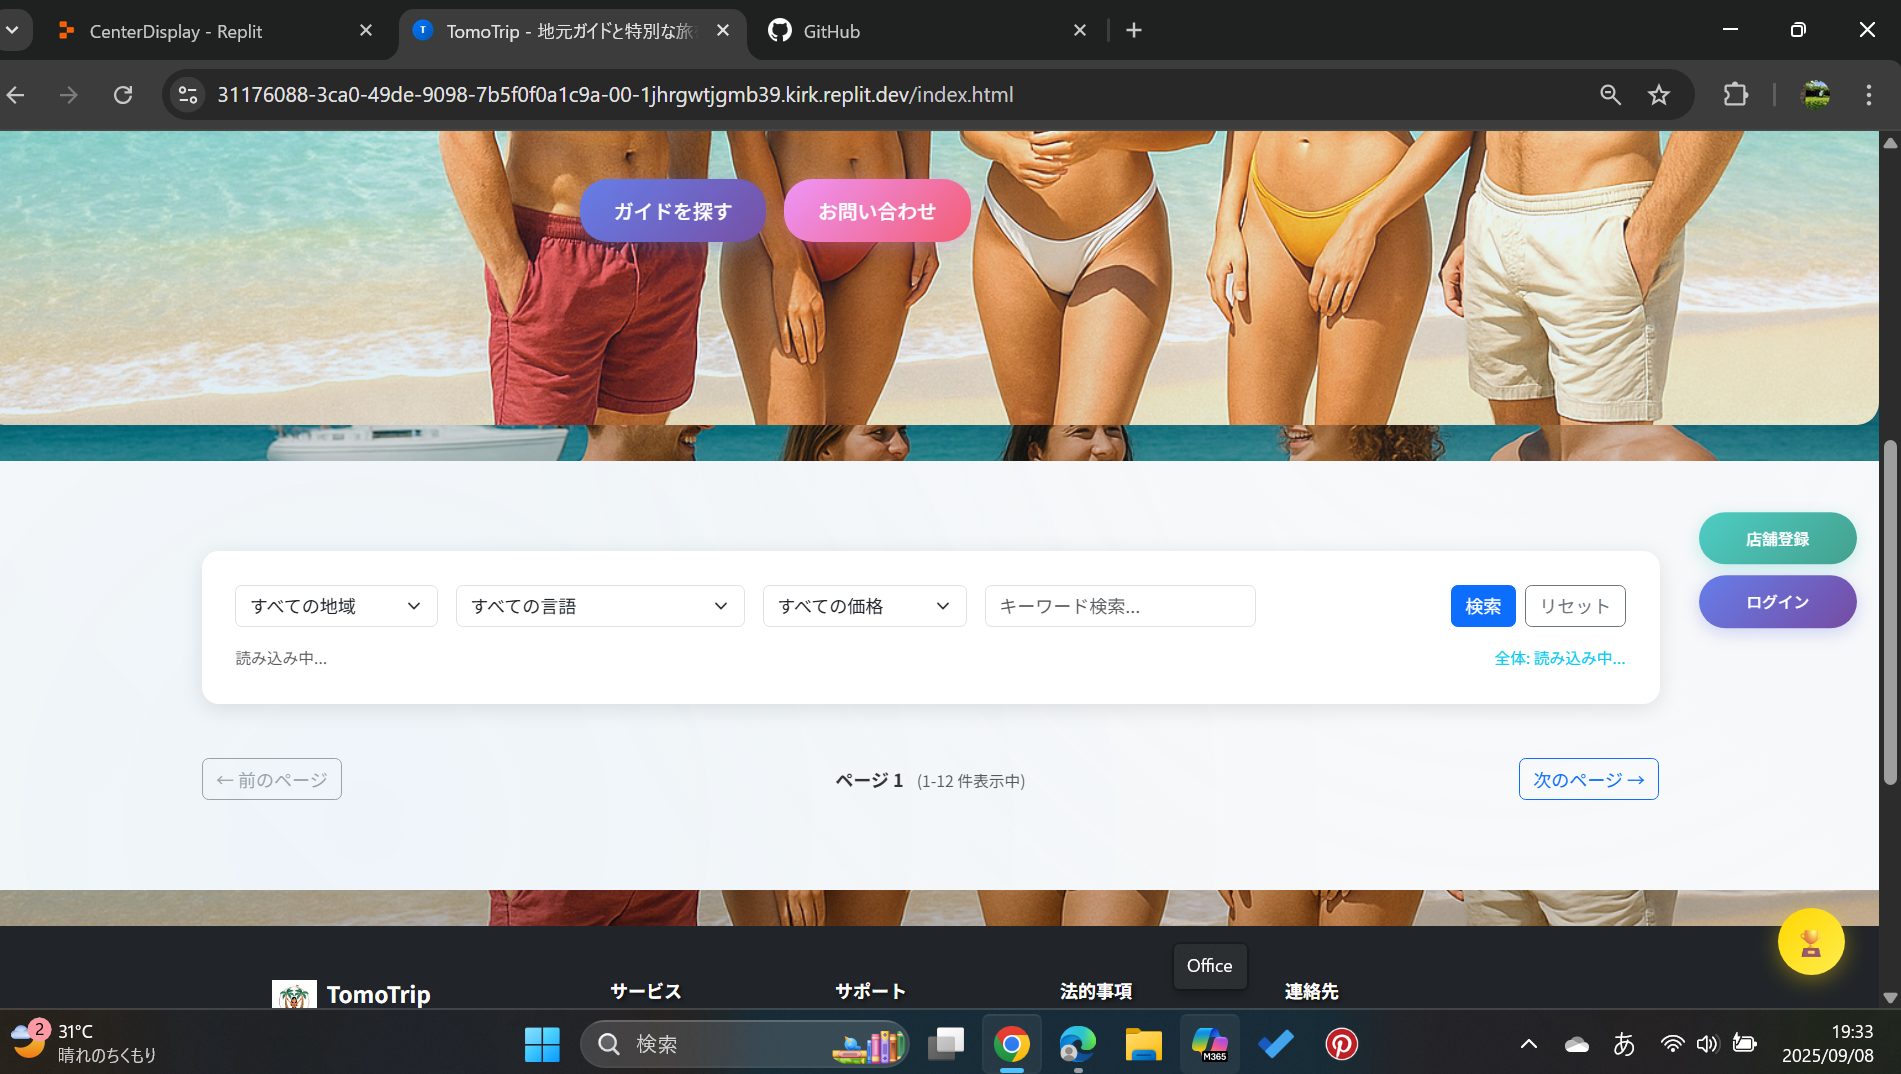 CenterDisplay - Replit
TomoTrip - 地元ガイドと特別な旅
GitHub
31176088-3ca0-49de-9098-7b5f0f0a1c9a-00-1jhrgwtjgmb39.kirk.replit.dev/index.html
ガイドを探す
お問い合わせ
店舗登録
ログイン
すべての地域
すべての言語
すべての価格
キーワード検索...
検索
リセット
読み込み中...
全体: 読み込み中...
← 前のページ
ページ 1 (1-12 件表示中)
次のページ →
Office
TomoTrip
サービス
サポート
法的事項
連絡先
2
31°C
晴れのちくもり
検索
M365
あ
19:33
2025/09/08